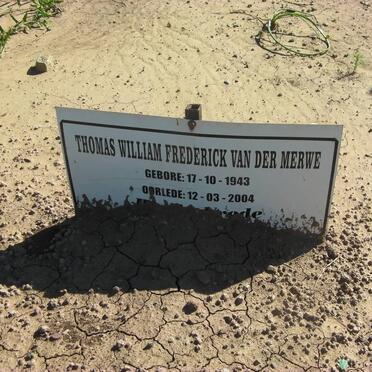 THOMAS WILLIAM FREDERICK VAN DER MERWE
GEBORE: 17 - 10 - 1943
OORLEDE: 12 - 03 - 2004